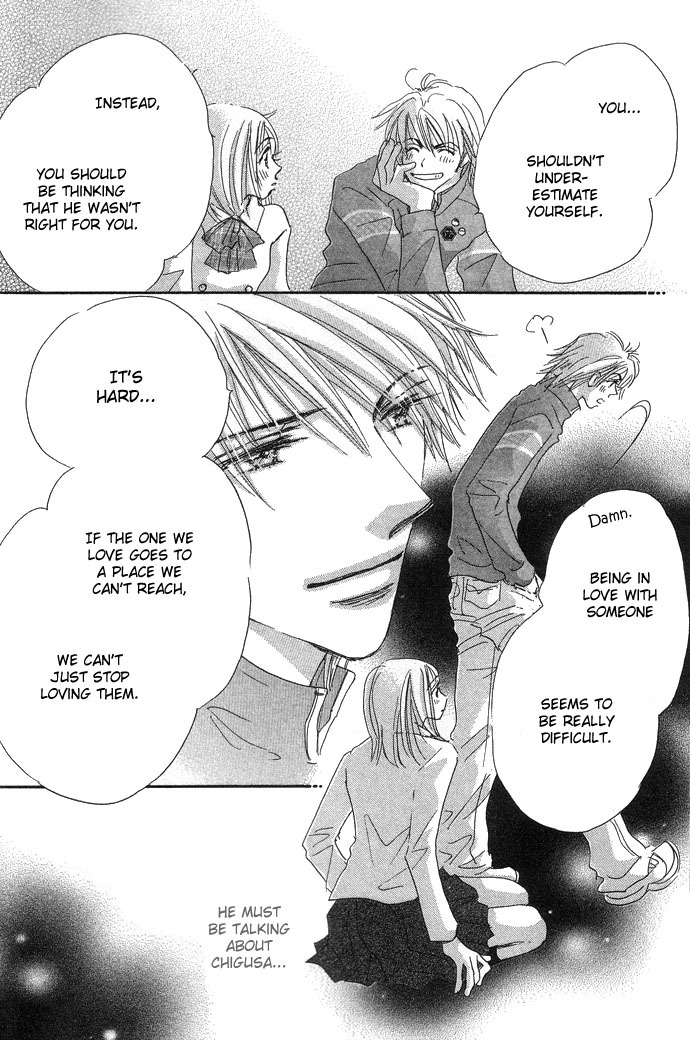 YOU...
SHOULDN'T
UNDER-
ESTIMATE
YOURSELF.
INSTEAD,
YOU SHOULD
BE THINKING
THAT HE WASN'T
RIGHT FOR YOU.
Damn.
BEING IN
LOVE WITH
SOMEONE
SEEMS TO
BE REALLY
DIFFICULT.
IT'S
HARD...
IF THE ONE WE
LOVE GOES TO
A PLACE WE
CAN'T REACH,
WE CAN'T
JUST STOP
LOVING THEM.
HE MUST
BE TALKING
ABOUT
CHIGUSA...